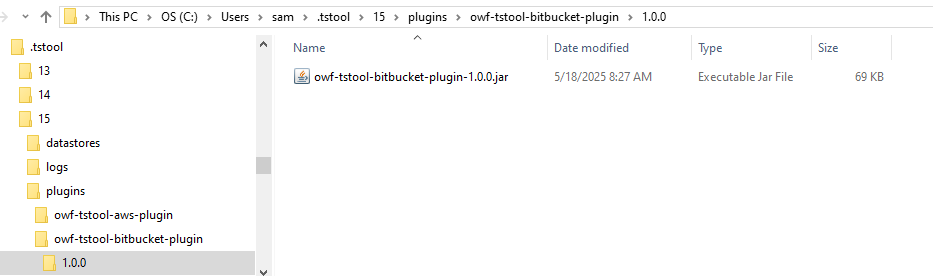 This PC > OS (C:) > Users > sam > .tstool > 15 > plugins > owf-tstool-bitbucket-plugin > 1.0.0
.tstool
13
14
15
datastores
logs
plugins
owf-tstool-aws-plugin
owf-tstool-bitbucket-plugin
1.0.0
Name Date modified Type Size
owf-tstool-bitbucket-plugin-1.0.0.jar 5/18/2025 8:27 AM Executable Jar File 69 KB